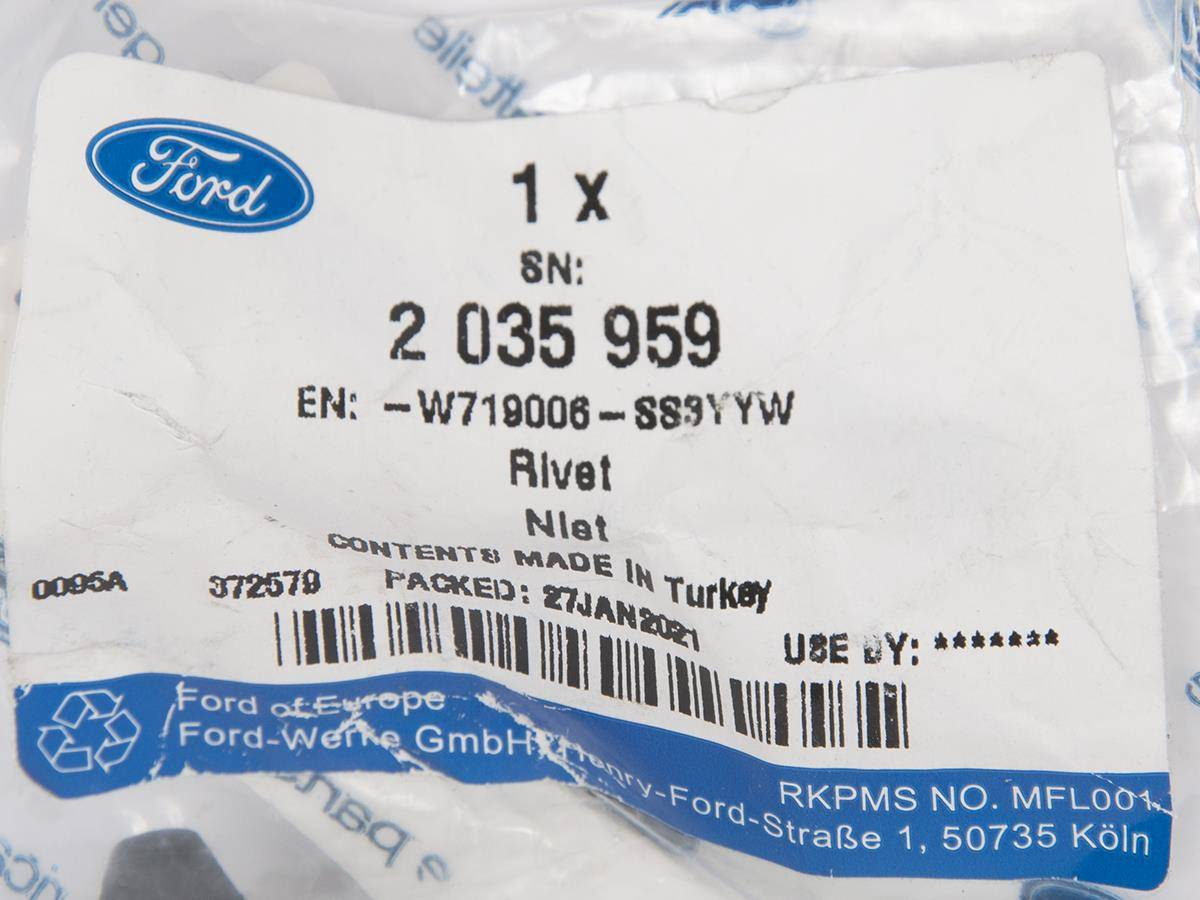 Ford
1 x
SN:
2 035 959
EN: -W719006-S
Rivet
Niet
CONTENTS MADE IN Turkey
0095A 372579 PACKED: 27JAN2021
USE BY: *******
Ford of Europe
Ford-Werke GmbH, Henry-Ford-Straße 1, 50735 Köln
RKPMS NO. MFL001